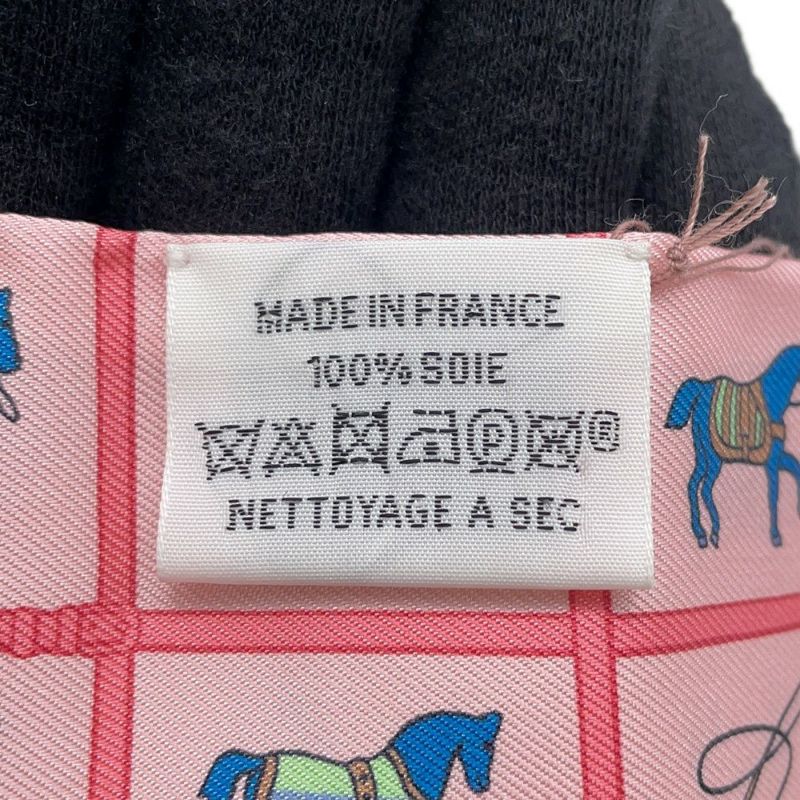 MADE IN FRANCE
100% SOIE
P ®
NETTOYAGE A SEC